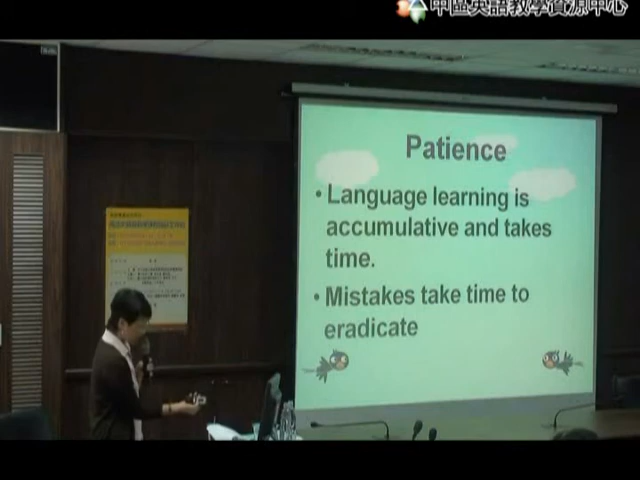 中區英語教學資源中心
Patience
• Language learning is
accumulative and takes
time.
• Mistakes take time to
eradicate